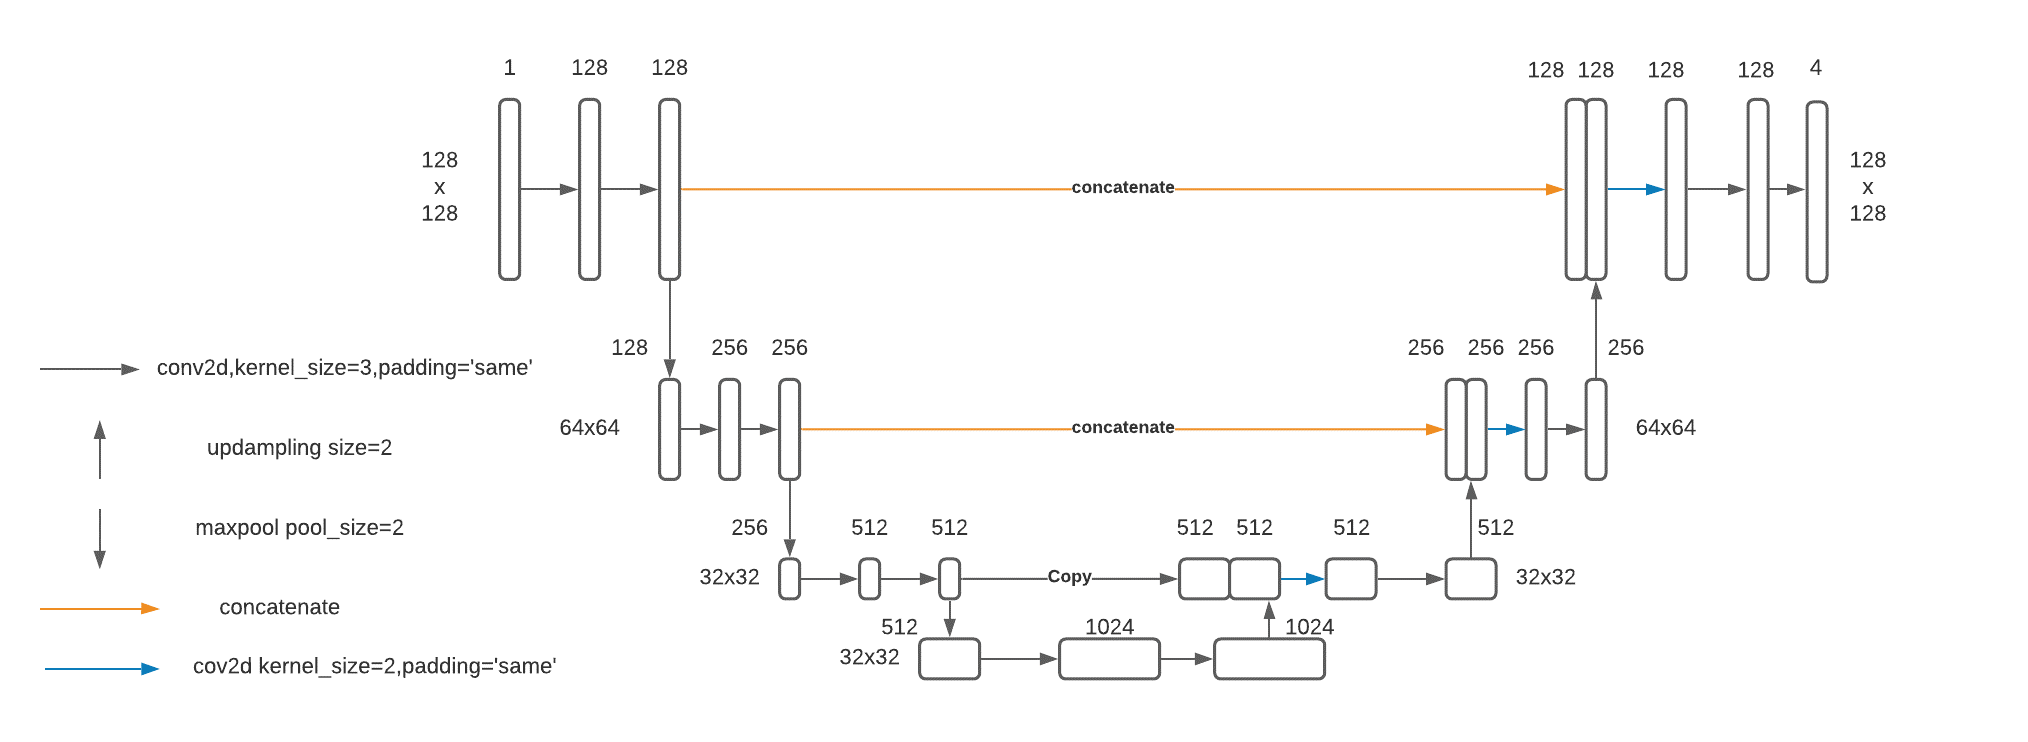 1 128 128
128 128 128 128 4
128
x
128
concatenate
128
x
128
128 256 256
256 256 256 256
conv2d,kernel_size=3,padding='same'
64x64
concatenate
64x64
updampling size=2
maxpool pool_size=2
256 512 512
512 512 512 512
32x32
Copy
32x32
concatenate
512 1024 1024
32x32
cov2d kernel_size=2,padding='same'